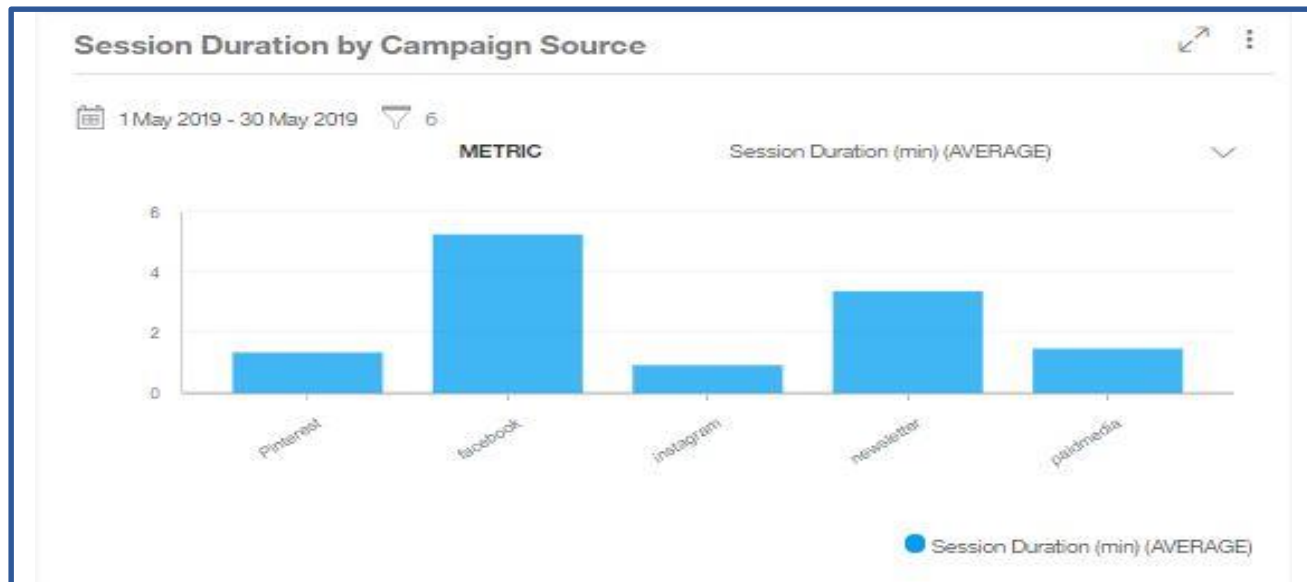 Session Duration by Campaign Source
1 May 2019 - 30 May 2019 6
METRIC Session Duration (min) (AVERAGE)
6
4
2
0
Pinterest facebook instagram newsletter paidmedia
Session Duration (min) (AVERAGE)